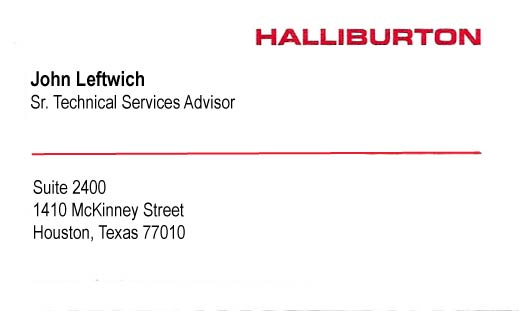 HALLIBURTON
John Leftwich
Sr. Technical Services Advisor
Suite 2400
1410 McKinney Street
Houston, Texas 77010